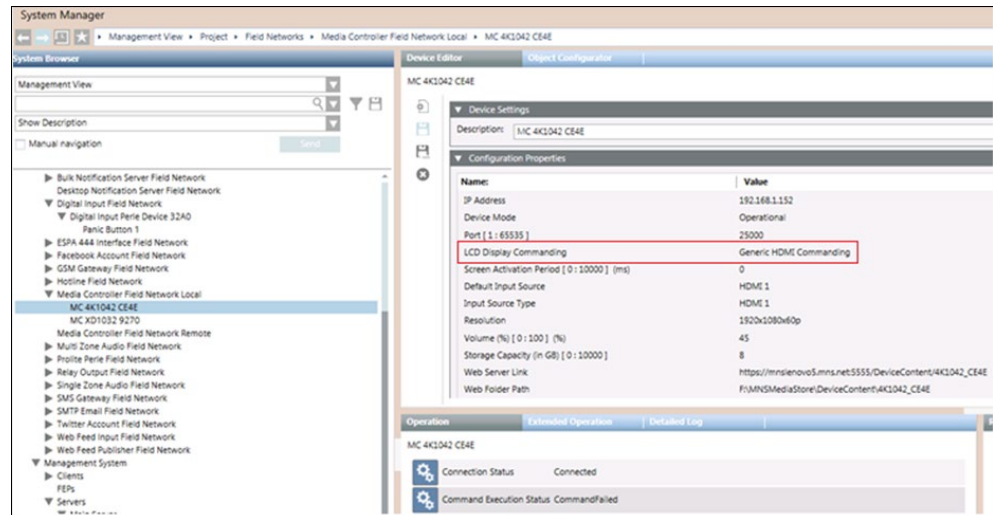 System Manager
Management View • Project • Field Networks • Media Controller Field Network Local • MC 4K1042 CE4E
System Browser
Management View
Show Description
Manual navigation
Send
Bulk Notification Server Field Network
Desktop Notification Server Field Network
Digital Input Field Network
Digital Input Perle Device 32A0
Panic Button 1
ESPA 444 Interface Field Network
Facebook Account Field Network
GSM Gateway Field Network
Hotline Field Network
Media Controller Field Network Local
MC 4K1042 CE4E
MC XD1032 9270
Media Controller Field Network Remote
Multi Zone Audio Field Network
Prolite Perle Field Network
Relay Output Field Network
Single Zone Audio Field Network
SMS Gateway Field Network
SMTP Email Field Network
Twitter Account Field Network
Web Feed Input Field Network
Web Feed Publisher Field Network
Management System
Clients
FEPs
Servers
Device Editor Object Configurator
MC 4K1042 CE4E
Device Settings
Description: MC 4K1042 CE4E
Configuration Properties
Name: Value
IP Address 192.168.1.152
Device Mode Operational
Port [ 1 : 65535 ] 25000
LCD Display Commanding Generic HDMI Commanding
Screen Activation Period [ 0 : 10000 ] (ms) 0
Default Input Source HDMI 1
Input Source Type HDMI 1
Resolution 1920x1080x60p
Volume (%) [ 0 : 100 ] (%) 45
Storage Capacity (in GB) [ 0 : 10000 ] 8
Web Server Link https://mnslenovo5.mns.net:5555/DeviceContent/4K1042_CE4E
Web Folder Path F:\MNSMediaStore\DeviceContent\4K1042_CE4E
Operation Extended Operation Detailed Log
MC 4K1042 CE4E
Connection Status Connected
Command Execution Status CommandFailed